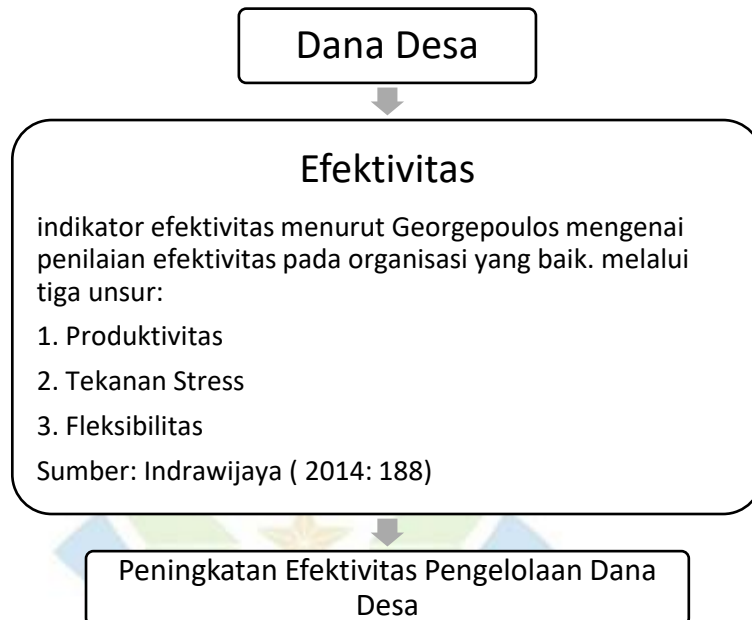 Dana Desa
Efektivitas
indikator efektivitas menurut Georgepoulos mengenai
penilaian efektivitas pada organisasi yang baik. melalui
tiga unsur:
1. Produktivitas
2. Tekanan Stress
3. Fleksibilitas
Sumber: Indrawijaya ( 2014: 188)
Peningkatan Efektivitas Pengelolaan Dana
Desa